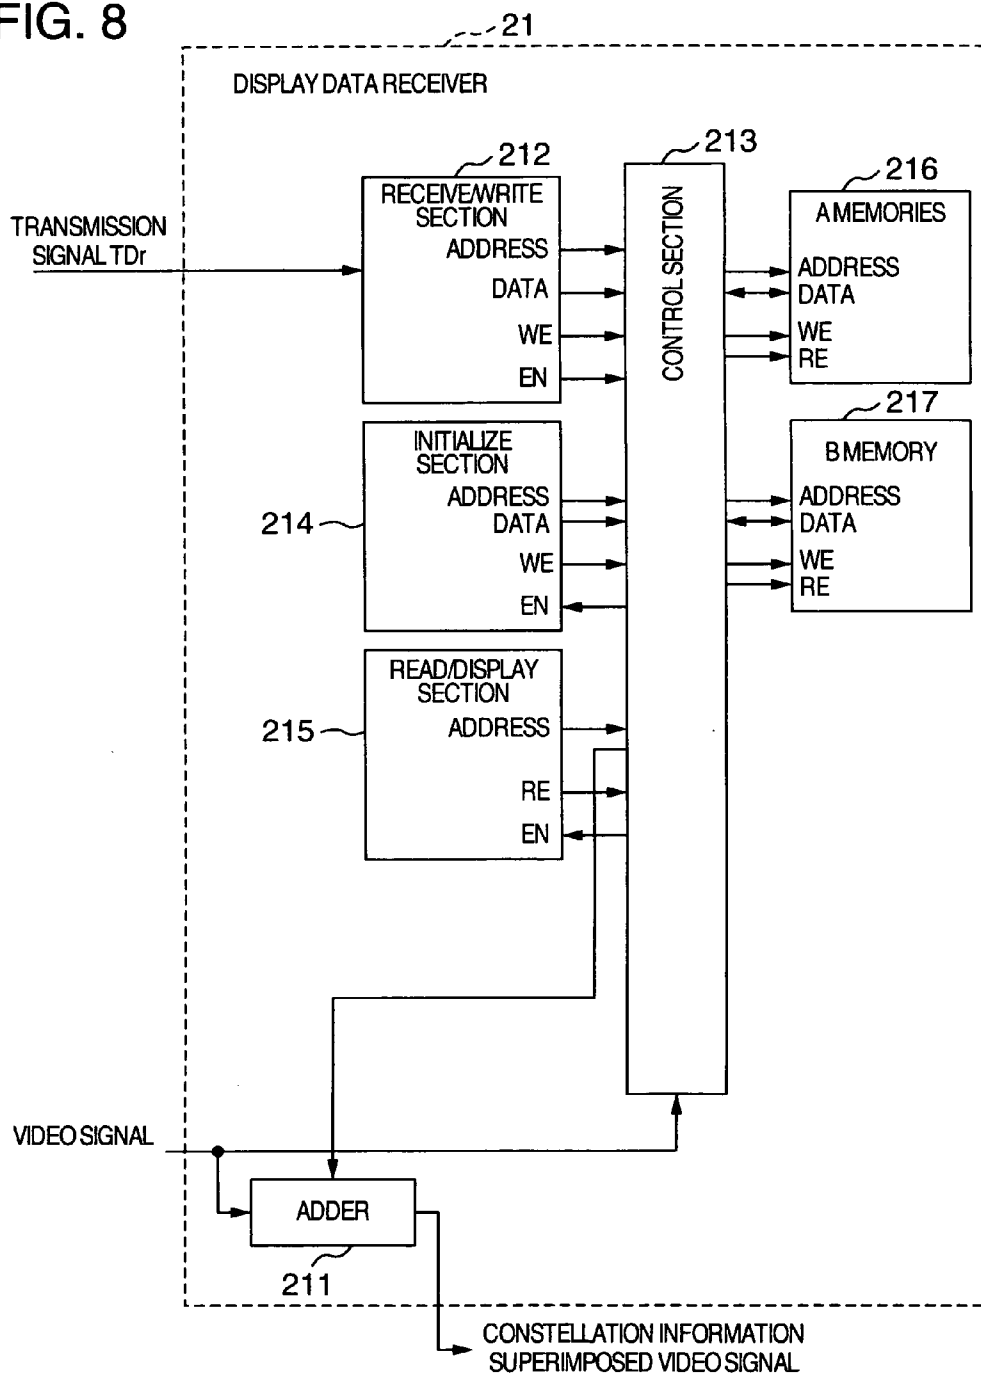 FIG. 8
21
DISPLAY DATA RECEIVER
212
RECEIVE/WRITE
SECTION
ADDRESS
DATA
WE
EN
TRANSMISSION
SIGNAL TDr
213
CONTROL SECTION
216
A MEMORIES
ADDRESS
DATA
WE
RE
217
B MEMORY
ADDRESS
DATA
WE
RE
INITIALIZE
SECTION
ADDRESS
DATA
WE
EN
214
READ/DISPLAY
SECTION
ADDRESS
RE
EN
215
VIDEO SIGNAL
ADDER
211
CONSTELLATION INFORMATION
SUPERIMPOSED VIDEO SIGNAL